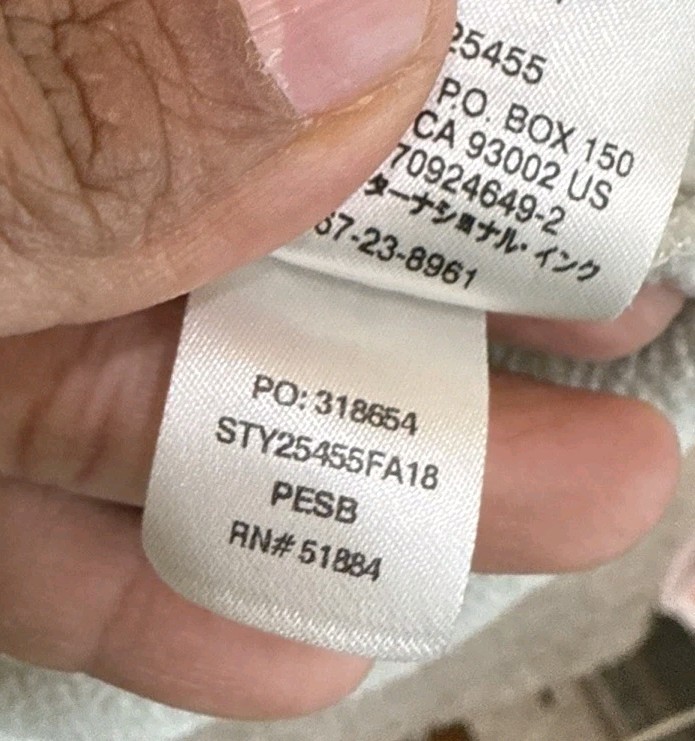 25455
P.O. BOX 150
CA 93002 US
70924649-2
ターナショナル・インク
67-23-8961
PO: 318654
STY25455FA18
PESB
RN# 51884